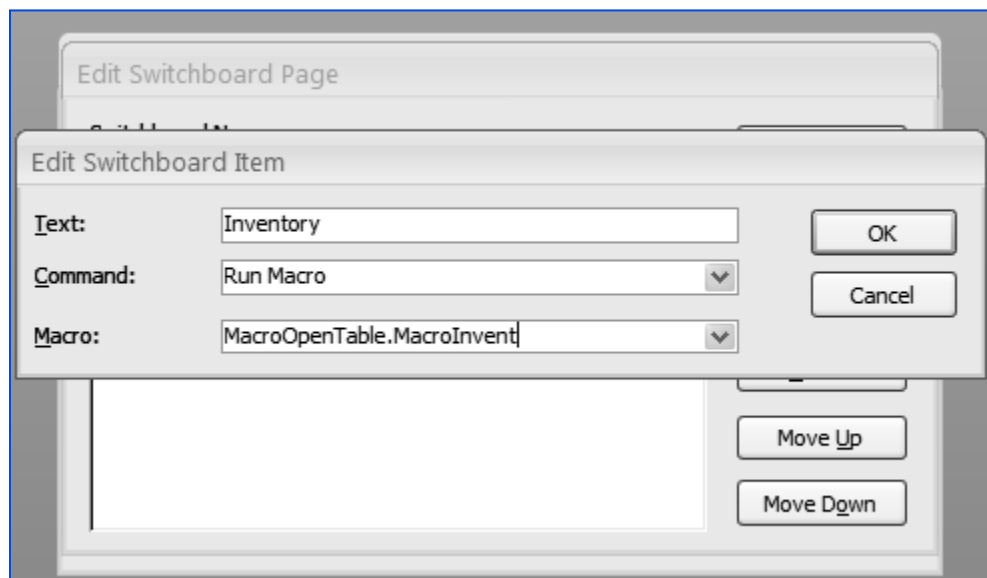 Edit Switchboard Page
Edit Switchboard Item
Text: Inventory
OK
Command: Run Macro
Cancel
Macro: MacroOpenTable.MacroInvent
Move Up
Move Down